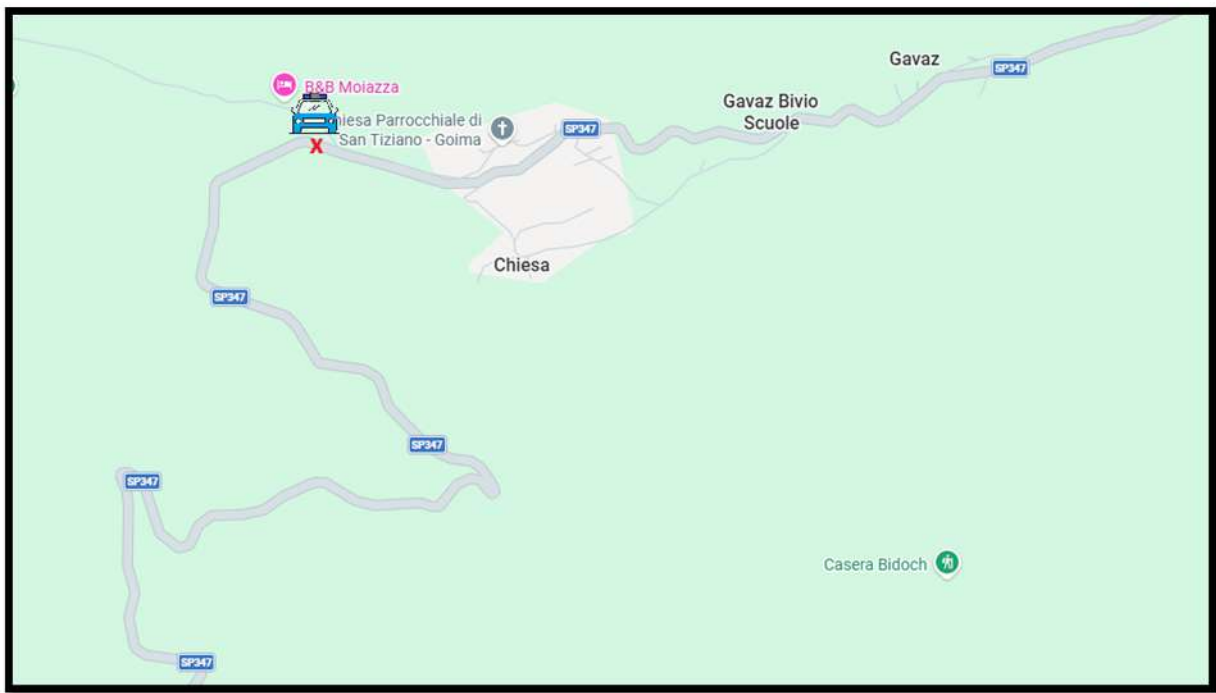 Gavaz
SP347
B&B Moiazza
Gavaz Bivio
Scuole
hiesa Parrocchiale di
San Tiziano - Goima
SP347
X
Chiesa
SP347
SP347
SP347
Casera Bidoch
SP347